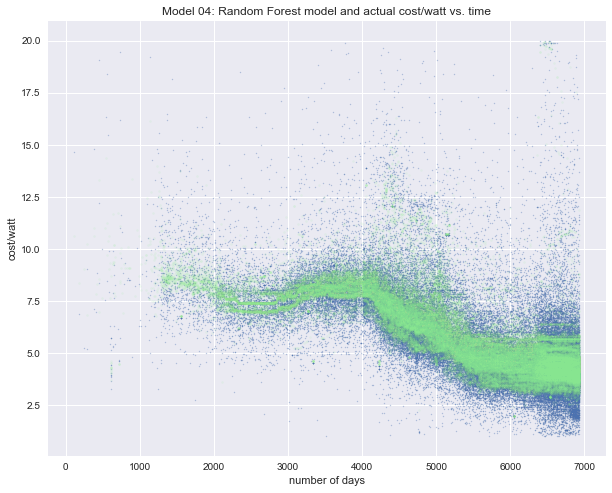 Model 04: Random Forest model and actual cost/watt vs. time
20.0
17.5
15.0
12.5
10.0
7.5
5.0
2.5
cost/watt
0 1000 2000 3000 4000 5000 6000 7000
number of days